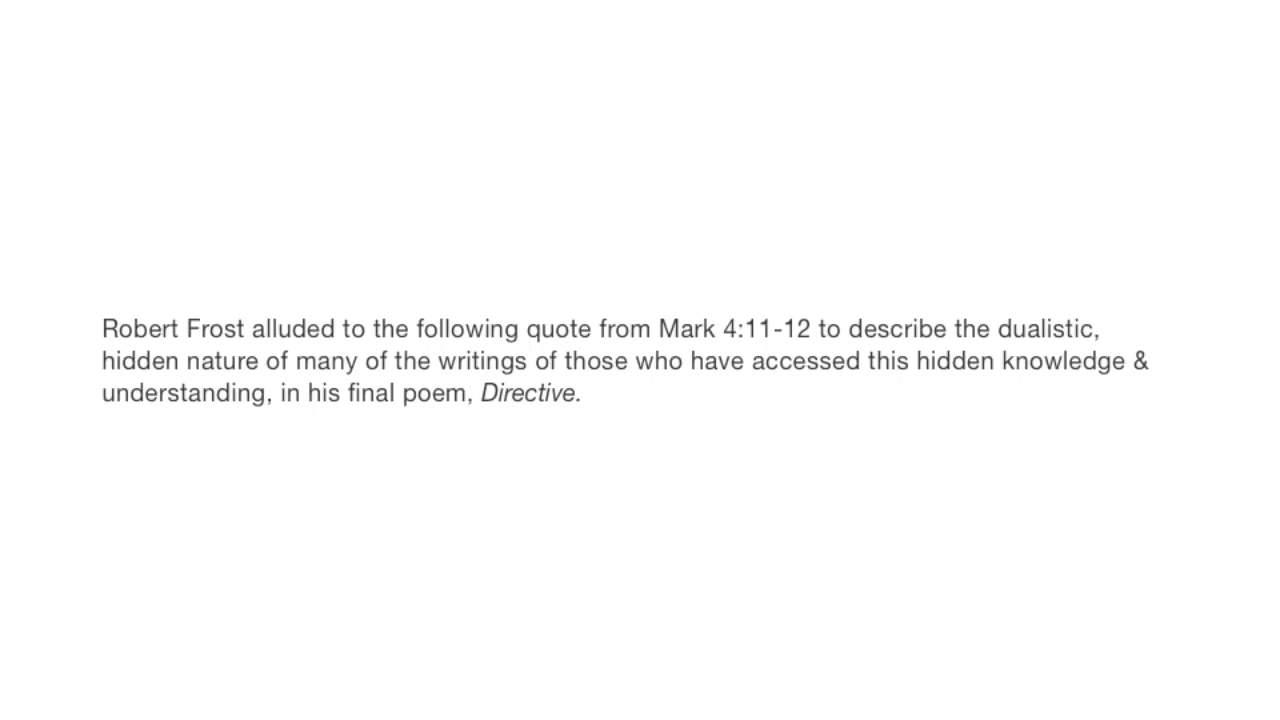 Robert Frost alluded to the following quote from Mark 4:11-12 to describe the dualistic,
hidden nature of many of the writings of those who have accessed this hidden knowledge &
understanding, in his final poem, Directive.